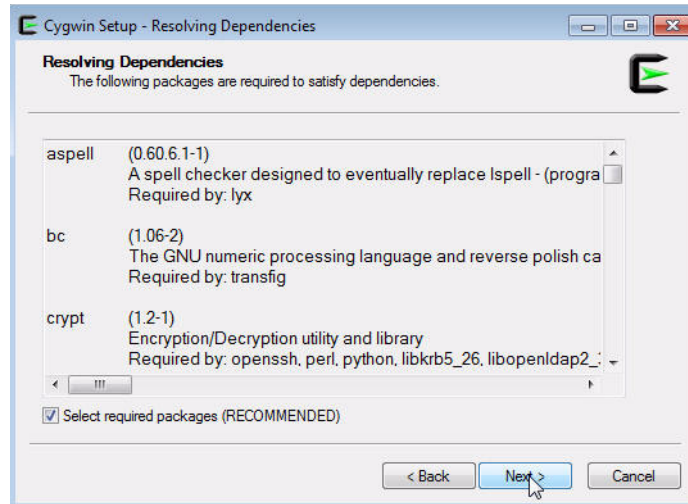 Cygwin Setup - Resolving Dependencies
Resolving Dependencies
The following packages are required to satisfy dependencies.
aspell (0.60.6.1-1)
A spell checker designed to eventually replace Ispell - (progra
Required by: lyx
bc (1.06-2)
The GNU numeric processing language and reverse polish ca
Required by: transfig
crypt (1.2-1)
Encryption/Decryption utility and library
Required by: openssh, perl, python, libkrb5_26, libopenldap2_
Select required packages (RECOMMENDED)
< Back Next > Cancel